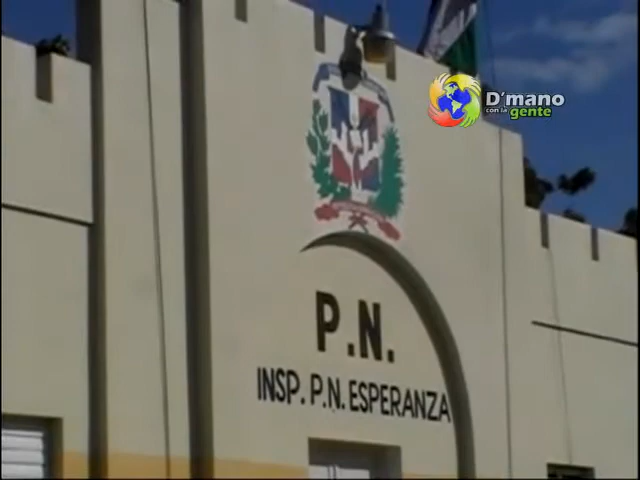 D'mano
con la
gente
P.N.
INSP. P.N. ESPERANZA